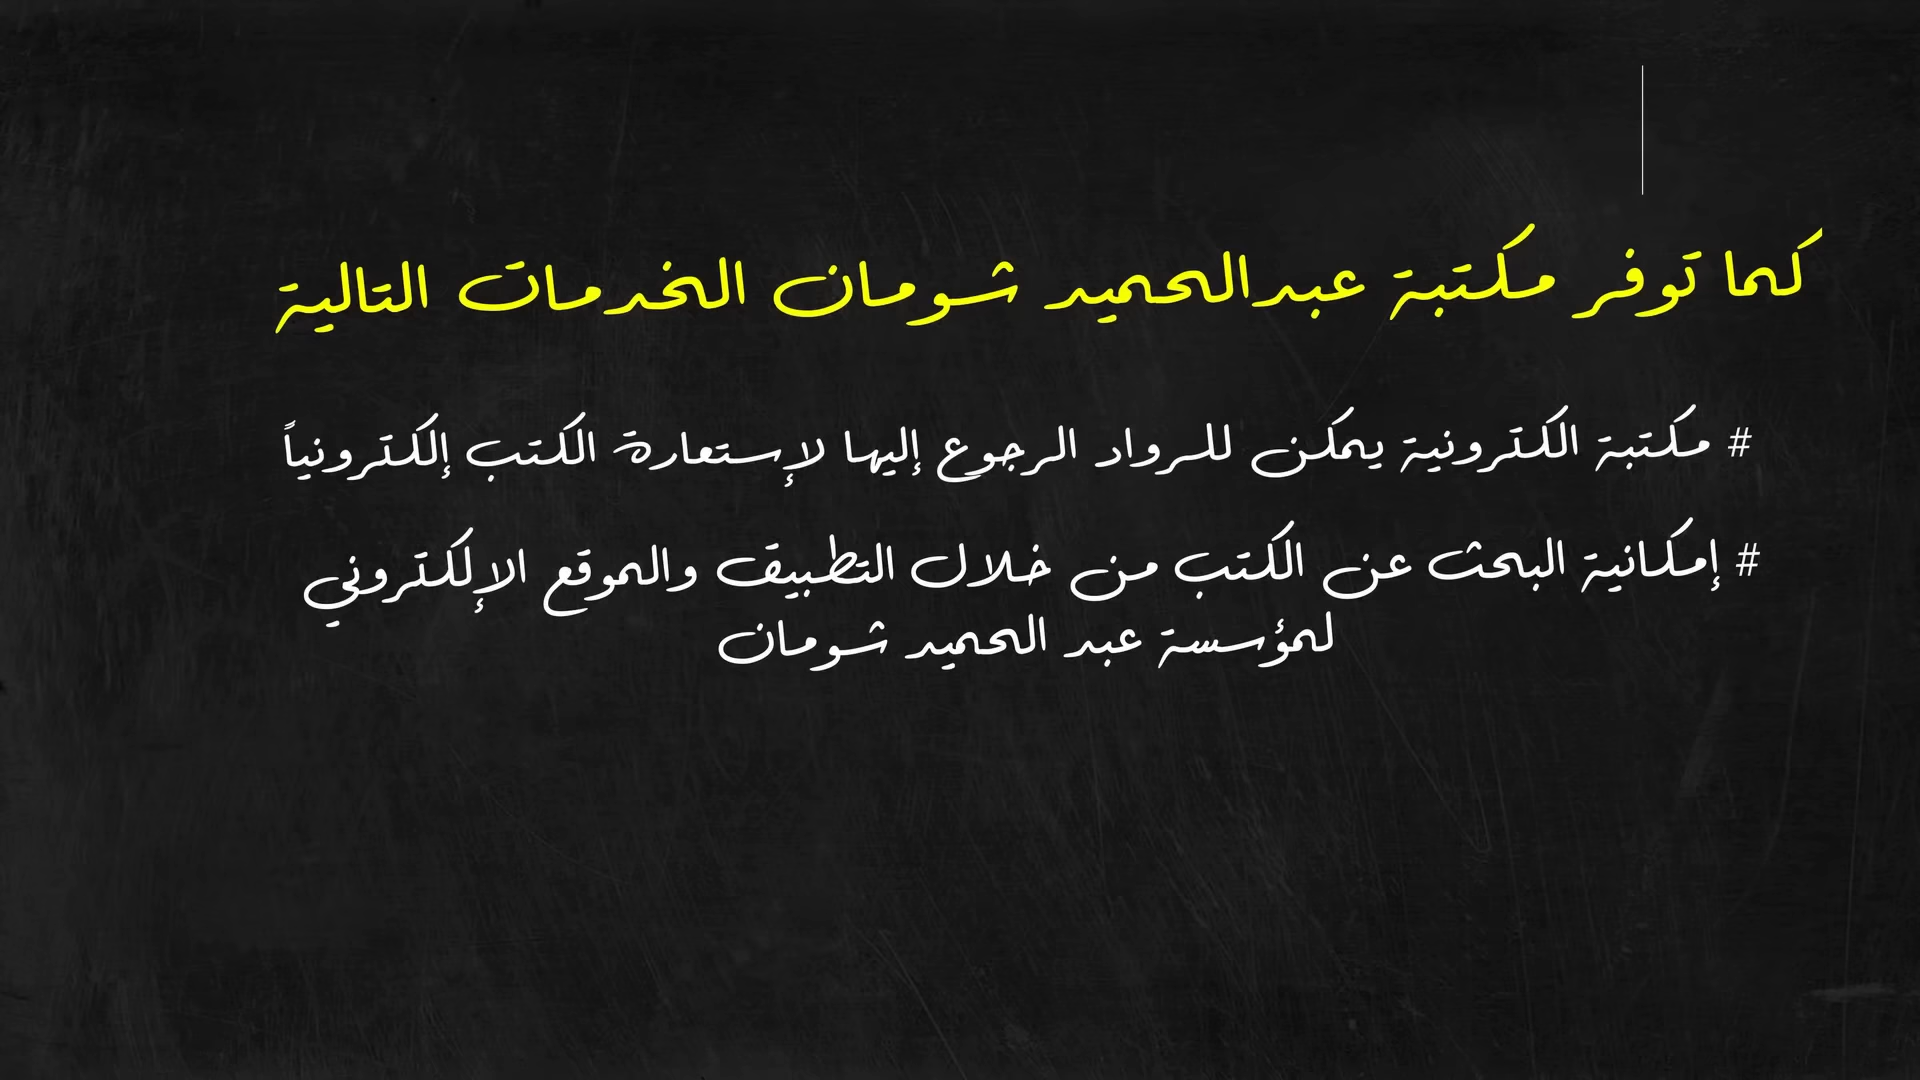 كما توفر مكتبة عبدالحميد شومان الخدمات التالية
# مكتبة الكترونية يمكن للرواد الرجوع إليها لإستعارة الكتب إلكترونياً
# إمكانية البحث عن الكتب من خلال التطبيق والموقع الإلكتروني
لمؤسسة عبد الحميد شومان